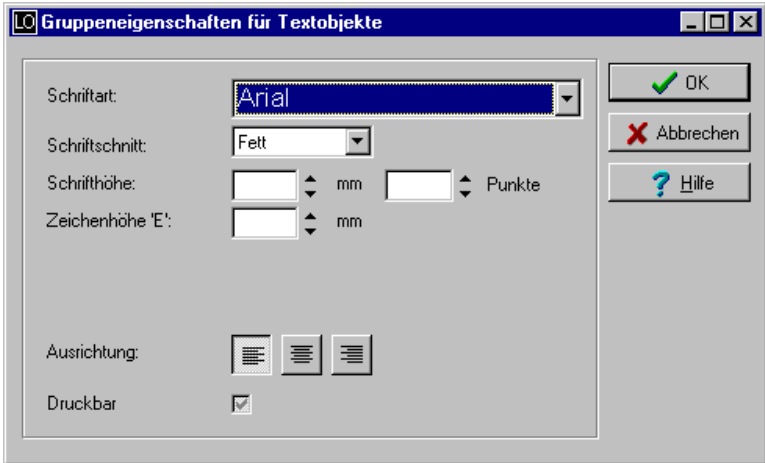 LO Gruppeneigenschaften für Textobjekte
Schriftart: Arial
OK
Schriftschnitt: Fett
Abbrechen
Schrifthöhe: mm Punkte
Hilfe
Zeichenhöhe 'E': mm
Ausrichtung:
Druckbar